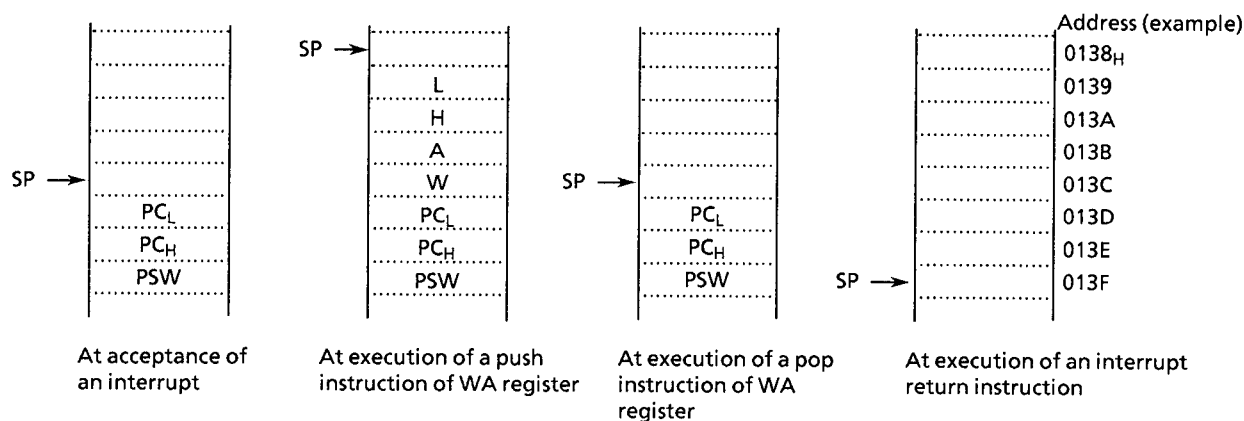 Address (example)
SP
0138H
L
0139
H
013A
A
013B
SP
W
SP
013C
PCL
PCL
PCL
013D
PCH
PCH
PCH
013E
PSW
PSW
PSW
SP
013F
At acceptance of
an interrupt
At execution of a push
instruction of WA register
At execution of a pop
instruction of WA
register
At execution of an interrupt
return instruction